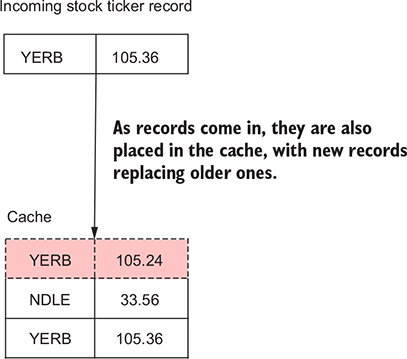 Incoming stock ticker record
YERB 105.36
As records come in, they are also
placed in the cache, with new records
replacing older ones.
Cache
YERB 105.24
NDLE 33.56
YERB 105.36